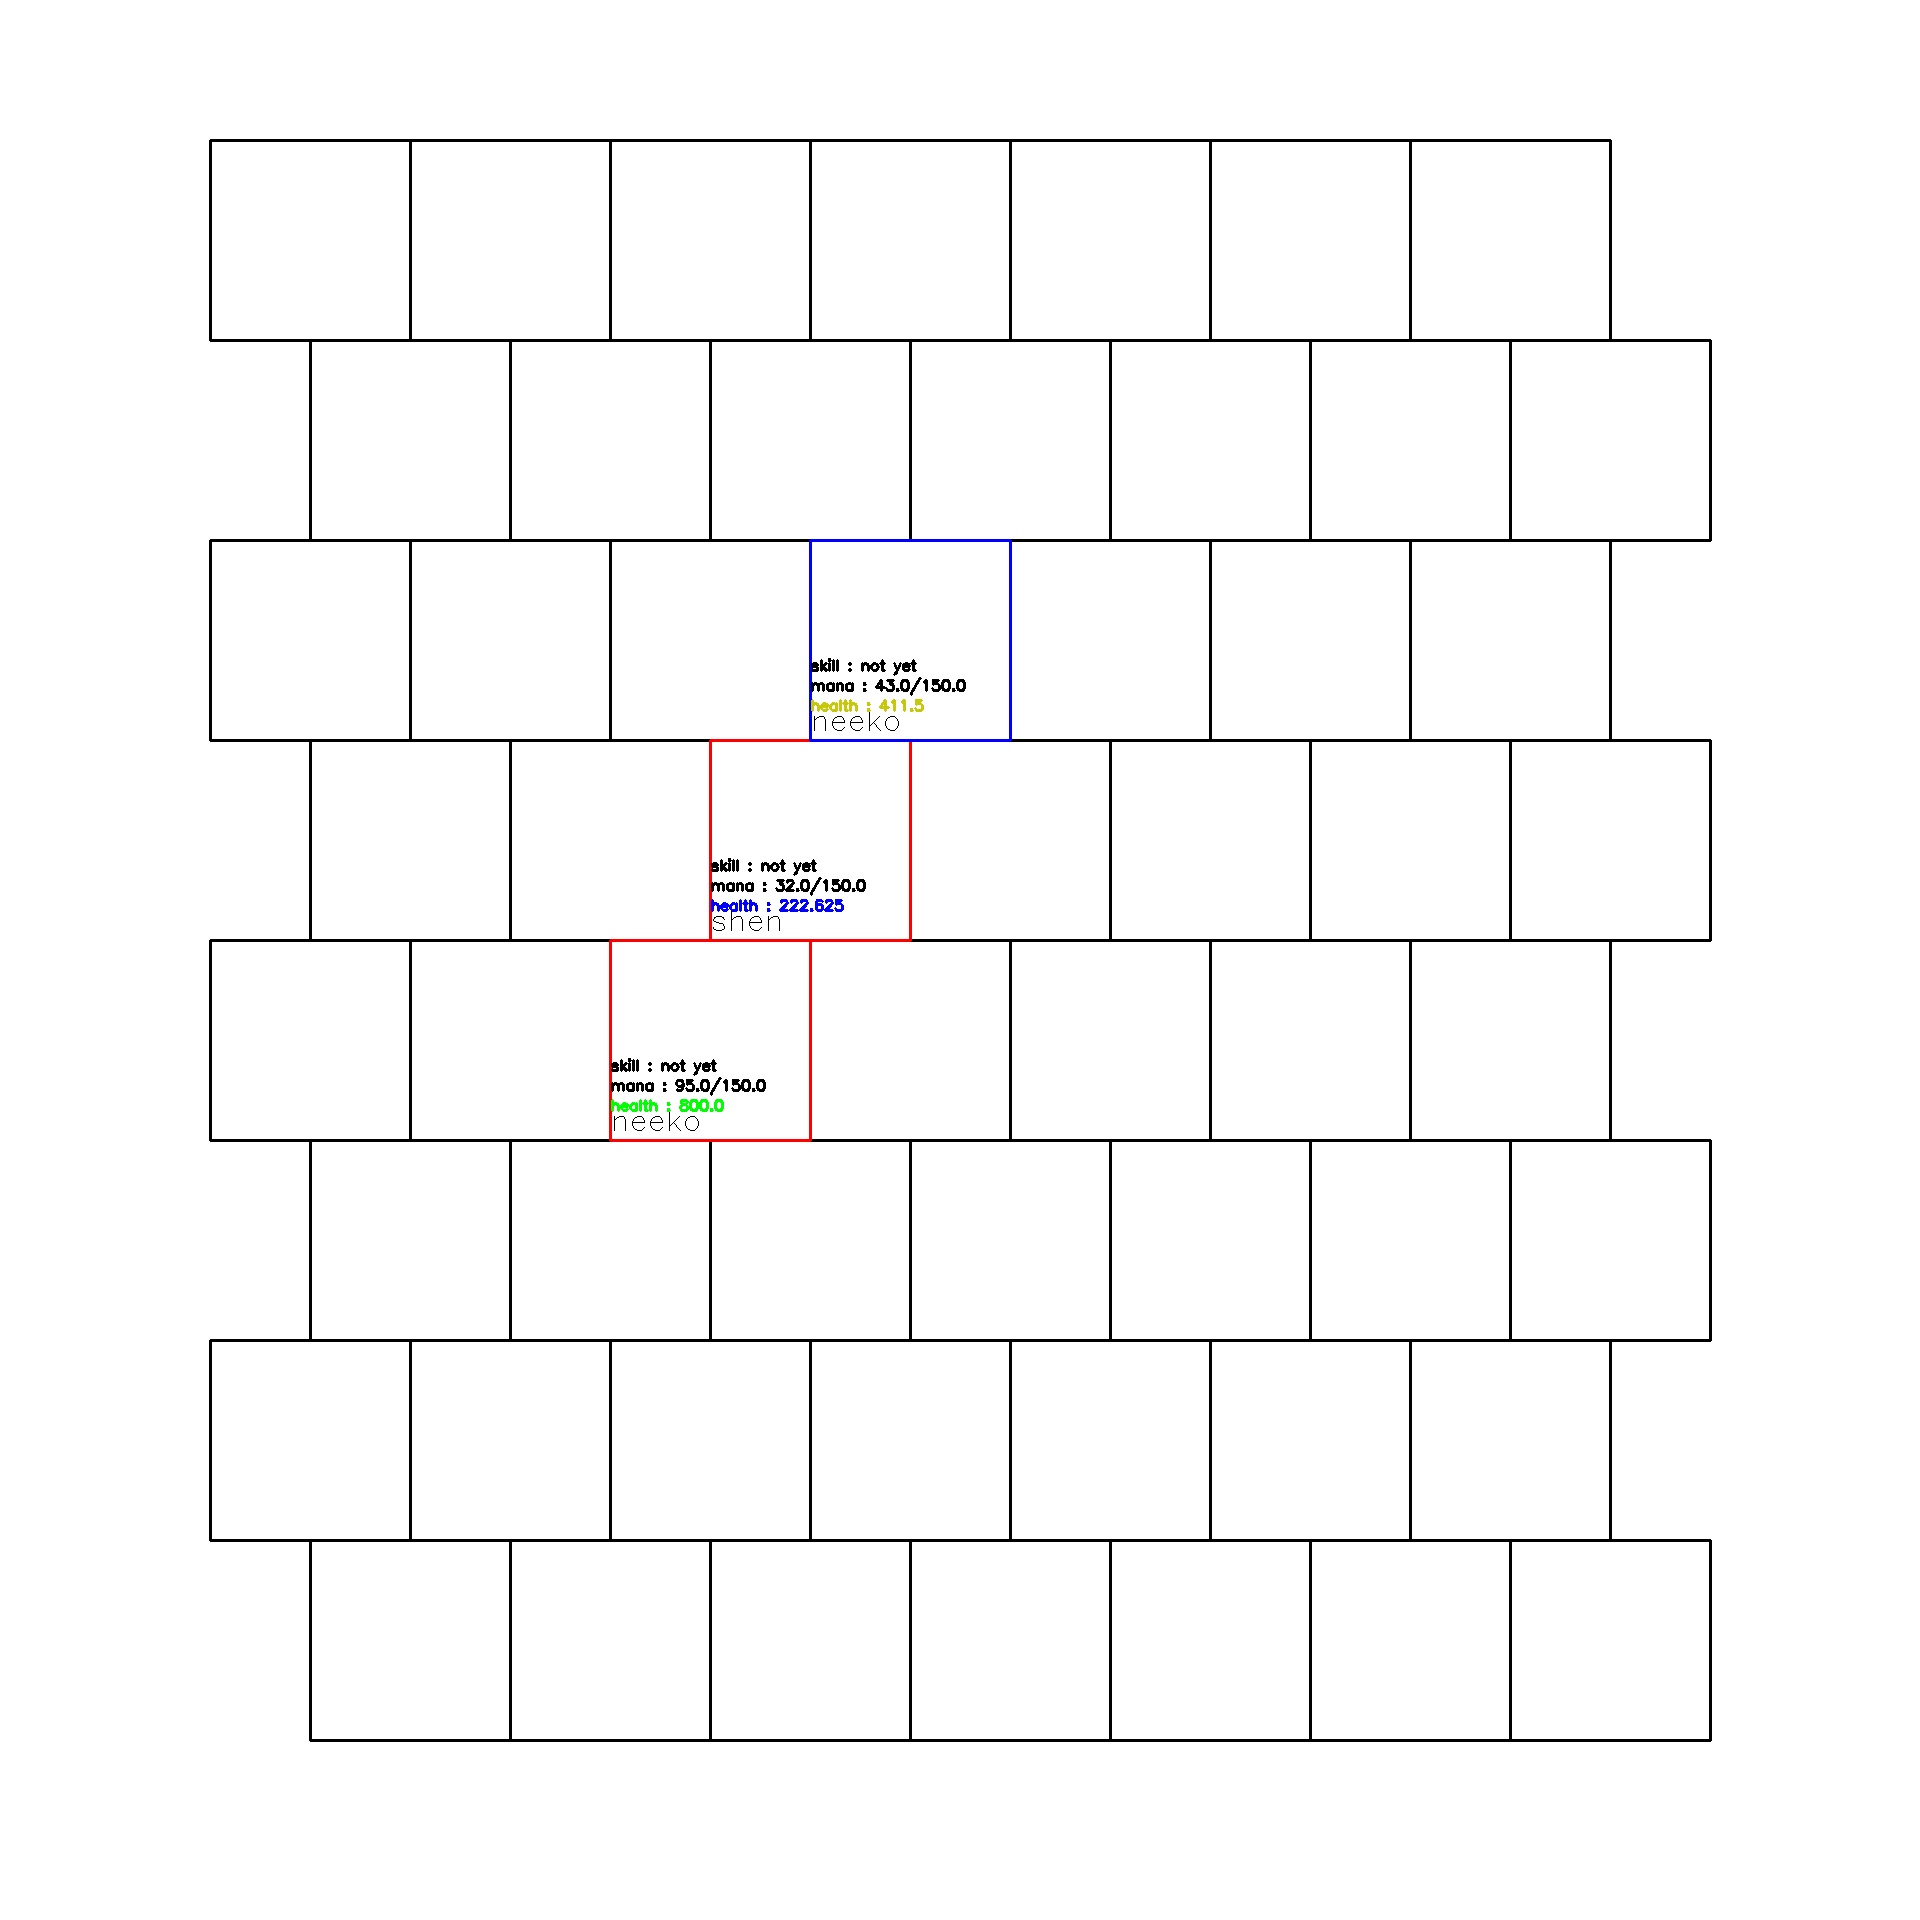 skill : not yet
mana : 43.0/150.0
health : 411.5
neeko
skill : not yet
mana : 32.0/150.0
health : 222.625
shen
skill : not yet
mana : 95.0/150.0
health : 800.0
neeko